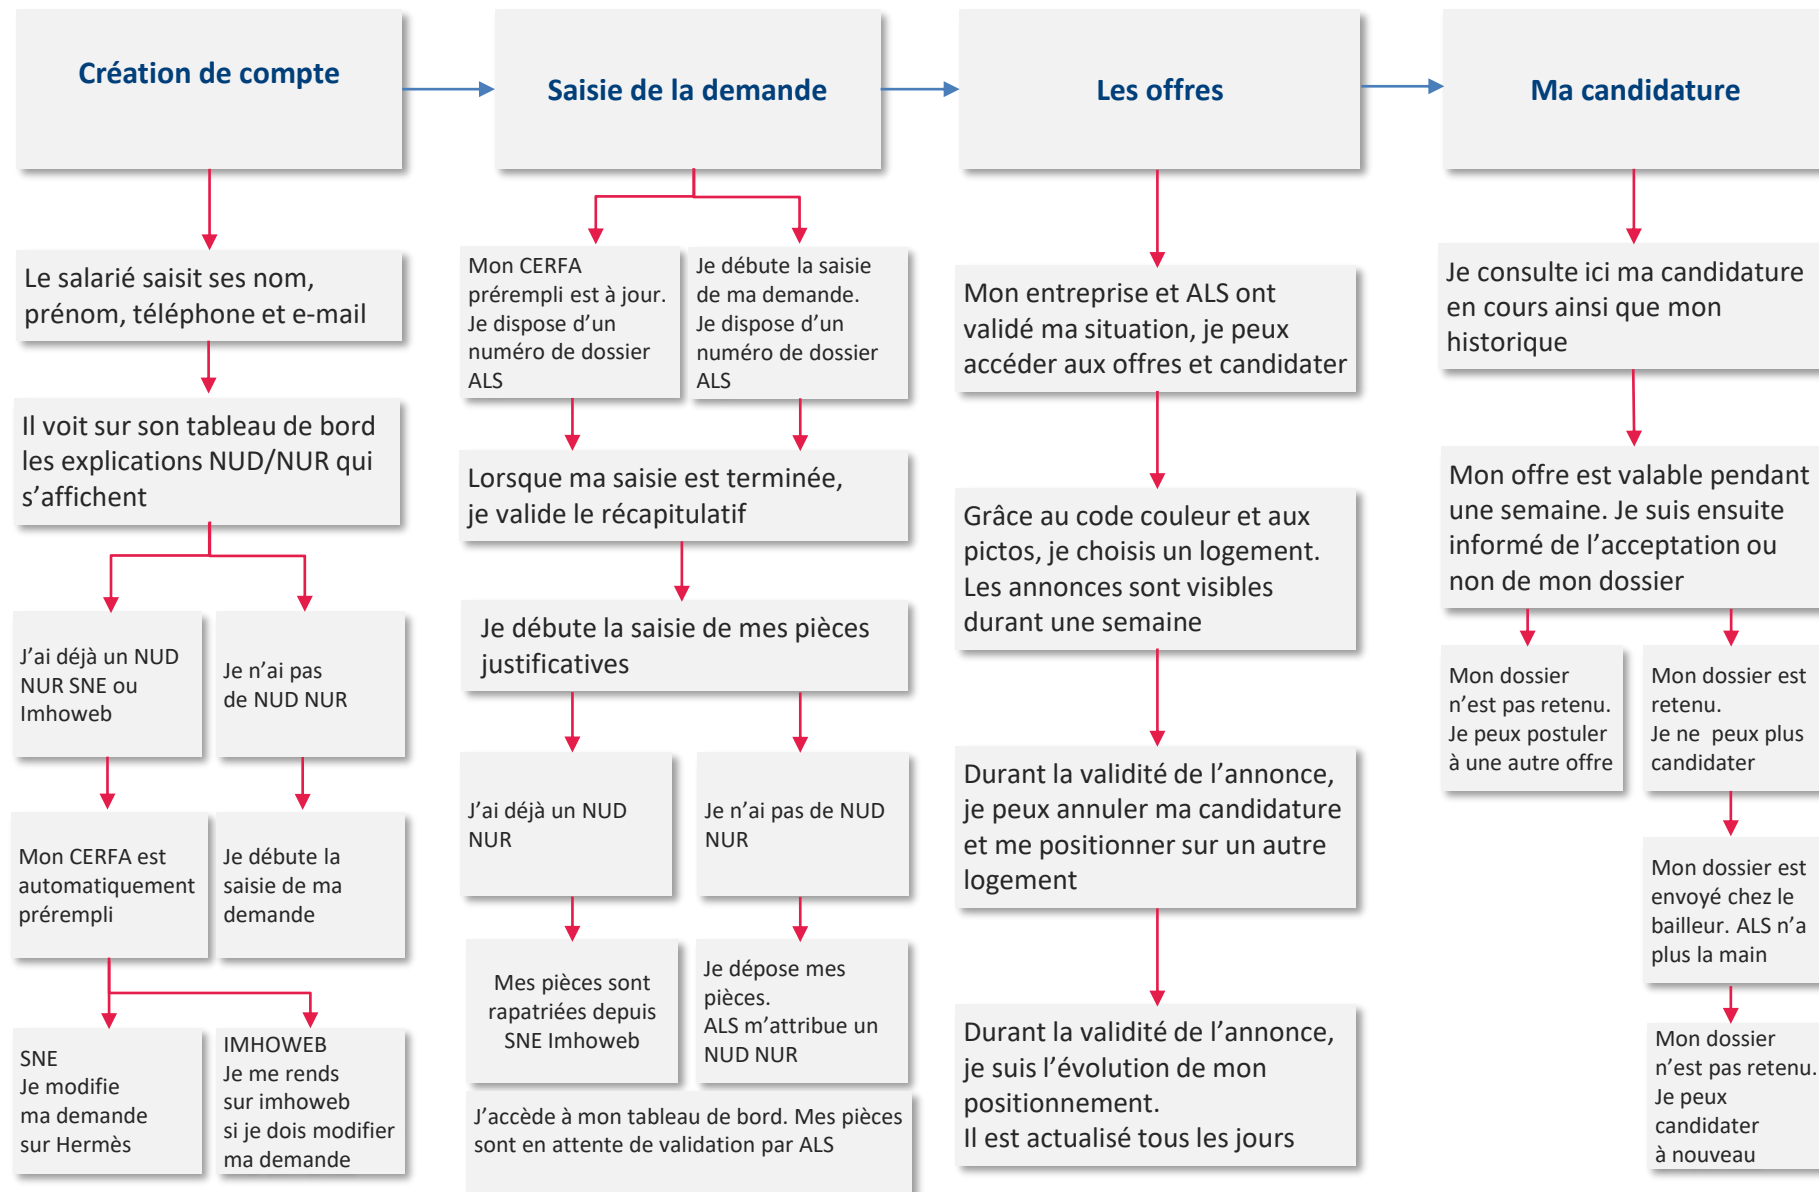 Création de compte
Saisie de la demande
Les offres
Ma candidature
Le salarié saisit ses nom,
prénom, téléphone et e-mail
Il voit sur son tableau de bord
les explications NUD/NUR qui
s’affichent
J’ai déjà un NUD
NUR SNE ou
Imhoweb
Je n’ai pas
de NUD NUR
Mon CERFA est
automatiquement
prérempli
Je débute la
saisie de ma
demande
SNE
Je modifie
ma demande
sur Hermès
IMHOWEB
Je me rends
sur imhoweb
si je dois modifier
ma demande
Mon CERFA
prérempli est à jour.
Je dispose d’un
numéro de dossier
ALS
Je débute la saisie
de ma demande.
Je dispose d’un
numéro de dossier
ALS
Lorsque ma saisie est terminée,
je valide le récapitulatif
Je débute la saisie de mes pièces
justificatives
J’ai déjà un NUD
NUR
Je n’ai pas de NUD
NUR
Mes pièces sont
rapatriées depuis
SNE Imhoweb
Je dépose mes
pièces.
ALS m’attribue un
NUD NUR
J’accède à mon tableau de bord. Mes pièces
sont en attente de validation par ALS
Mon entreprise et ALS ont
validé ma situation, je peux
accéder aux offres et candidater
Grâce au code couleur et aux
pictos, je choisis un logement.
Les annonces sont visibles
durant une semaine
Durant la validité de l’annonce,
je peux annuler ma candidature
et me positionner sur un autre
logement
Durant la validité de l’annonce,
je suis l’évolution de mon
positionnement.
Il est actualisé tous les jours
Je consulte ici ma candidature
en cours ainsi que mon
historique
Mon offre est valable pendant
une semaine. Je suis ensuite
informé de l’acceptation ou
non de mon dossier
Mon dossier
n’est pas retenu.
Je peux postuler
à une autre offre
Mon dossier est
retenu.
Je ne  peux plus
candidater
Mon dossier est
envoyé chez le
bailleur. ALS n’a
plus la main
Mon dossier
n’est pas retenu.
Je peux
candidater
à nouveau